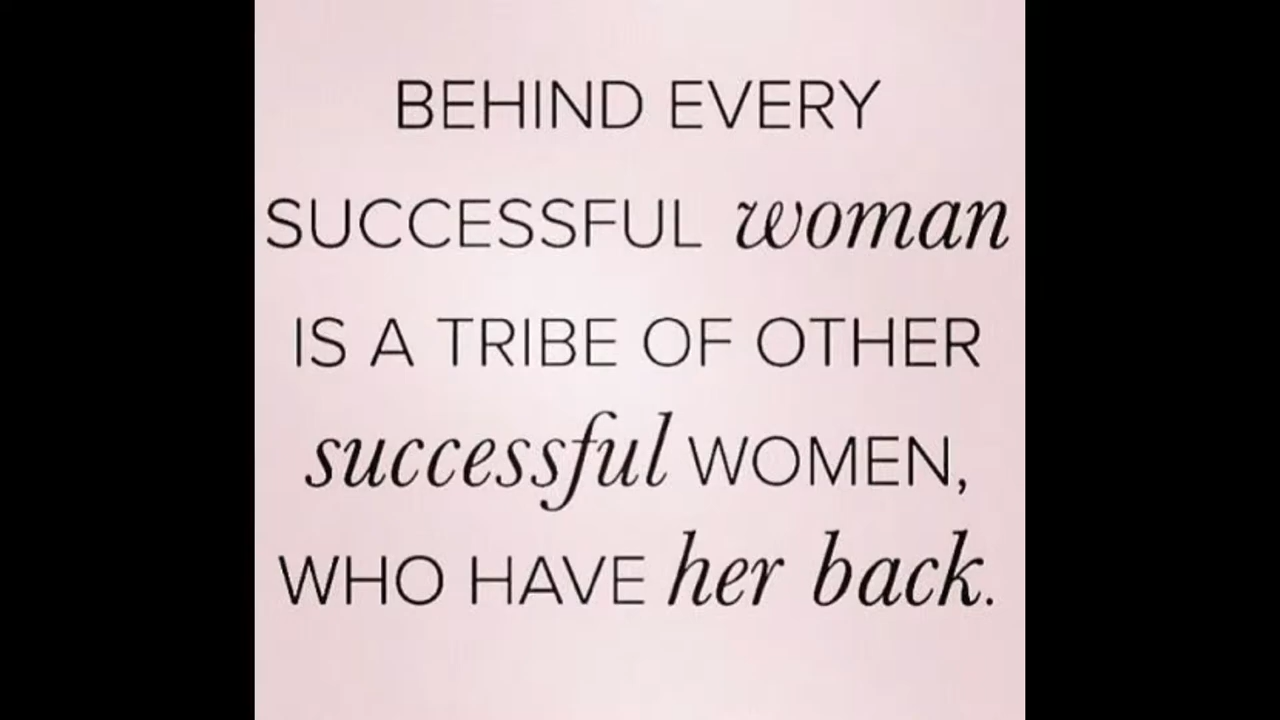 BEHIND EVERY
SUCCESSFUL woman
IS A TRIBE OF OTHER
successful WOMEN,
WHO HAVE her back.